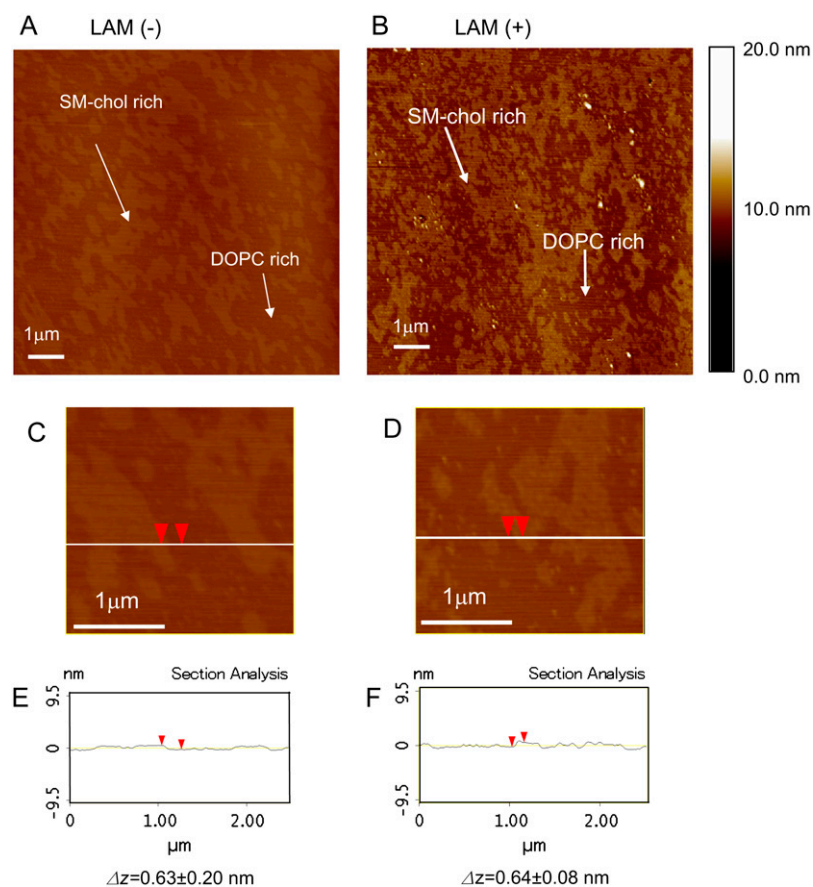 A LAM (-)
B LAM (+)
SM-chol rich
DOPC rich
1μm
SM-chol rich
DOPC rich
1μm
20.0 nm
10.0 nm
0.0 nm
C
1μm
D
1μm
E
nm Section Analysis
9.5
0
-9.5
0 1.00 2.00
μm
Δz=0.63±0.20 nm
F
nm Section Analysis
9.5
0
-9.5
0 1.00 2.00
μm
Δz=0.64±0.08 nm